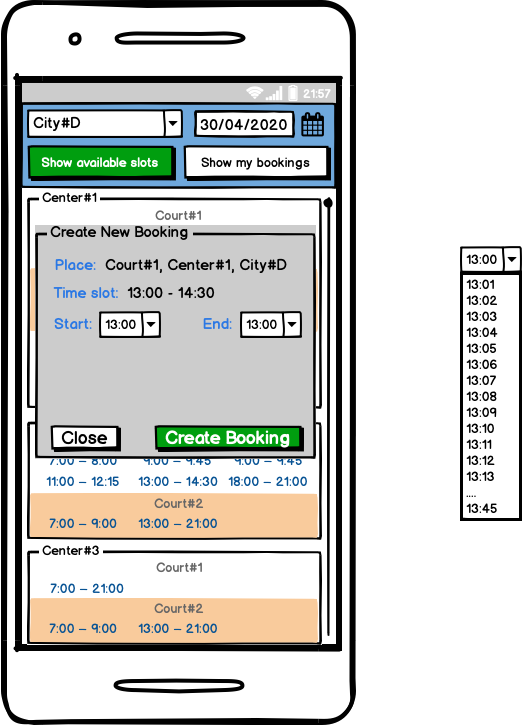 21:57
City#D
30/04/2020
Show available slots
Show my bookings
Center#1
Court#1
Create New Booking
Place: Court#1, Center#1, City#D
Time slot: 13:00 - 14:30
Start: 13:00
End: 13:00
Close
Create Booking
7:00 – 8:00 9:00 – 9:45 9:00 – 9:45
11:00 – 12:15 13:00 – 14:30 18:00 – 21:00
Court#2
7:00 – 9:00 13:00 – 21:00
Center#3
Court#1
7:00 – 21:00
Court#2
7:00 – 9:00 13:00 – 21:00
13:00
13:01
13:02
13:03
13:04
13:05
13:06
13:07
13:08
13:09
13:10
13:11
13:12
13:13
....
13:45